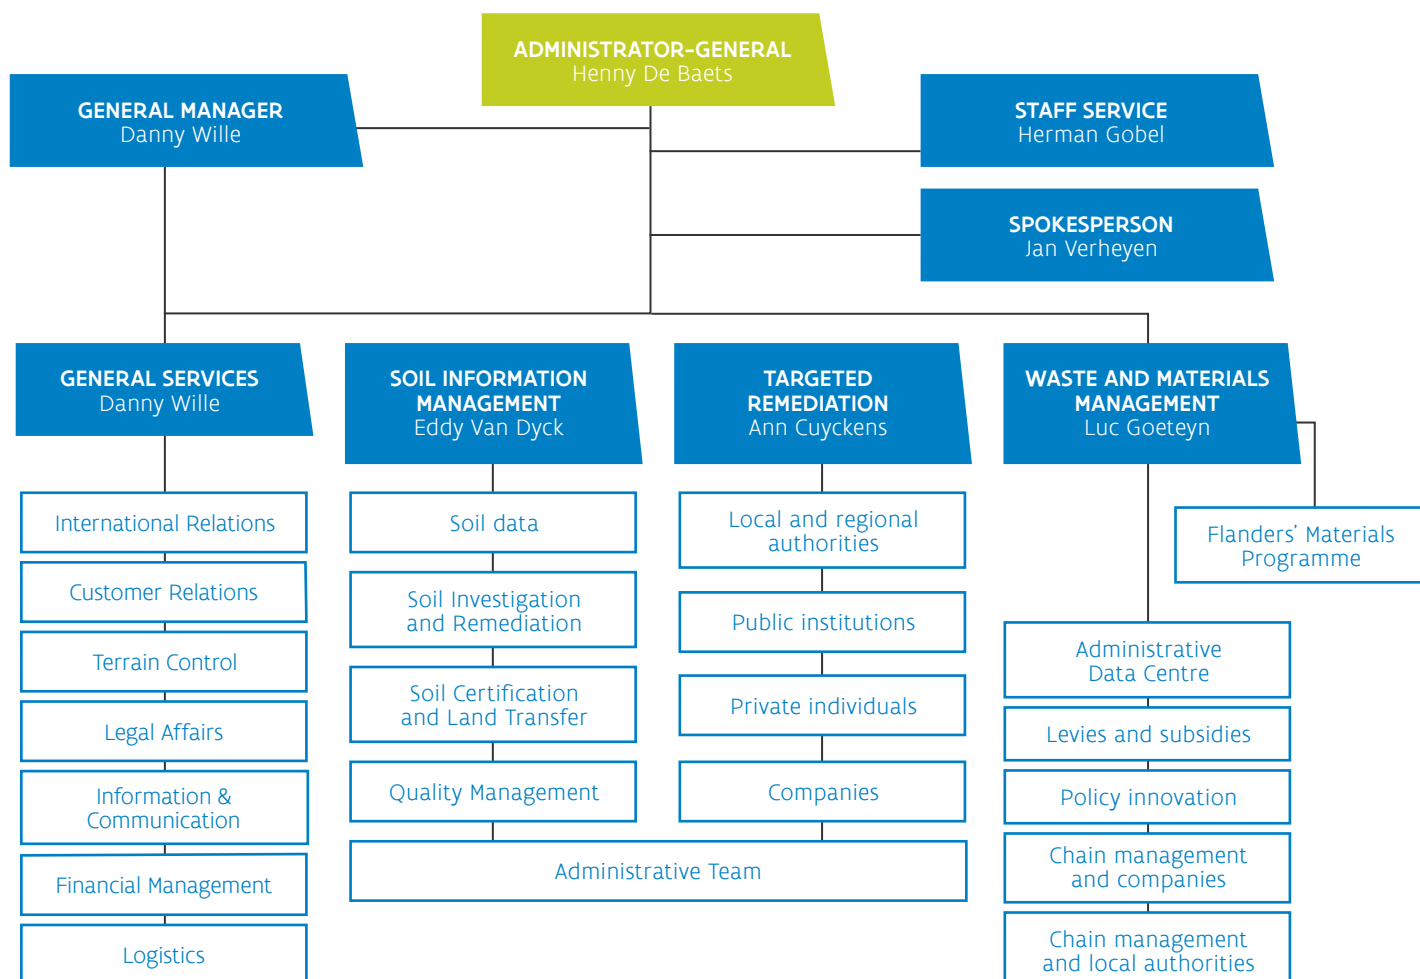 ADMINISTRATOR-GENERAL
Henny De Baets
GENERAL MANAGER
Danny Wille
STAFF SERVICE
Herman Gobel
SPOKESPERSON
Jan Verheyen
GENERAL SERVICES
Danny Wille
International Relations
Customer Relations
Terrain Control
Legal Affairs
Information &
Communication
Financial Management
Logistics
SOIL INFORMATION
MANAGEMENT
Eddy Van Dyck
Soil data
Soil Investigation
and Remediation
Soil Certification
and Land Transfer
Quality Management
TARGETED
REMEDIATION
Ann Cuyckens
Local and regional
authorities
Public institutions
Private individuals
Companies
Administrative Team
WASTE AND MATERIALS
MANAGEMENT
Luc Goeteyn
Flanders’ Materials
Programme
Administrative
Data Centre
Levies and subsidies
Policy innovation
Chain management
and companies
Chain management
and local authorities